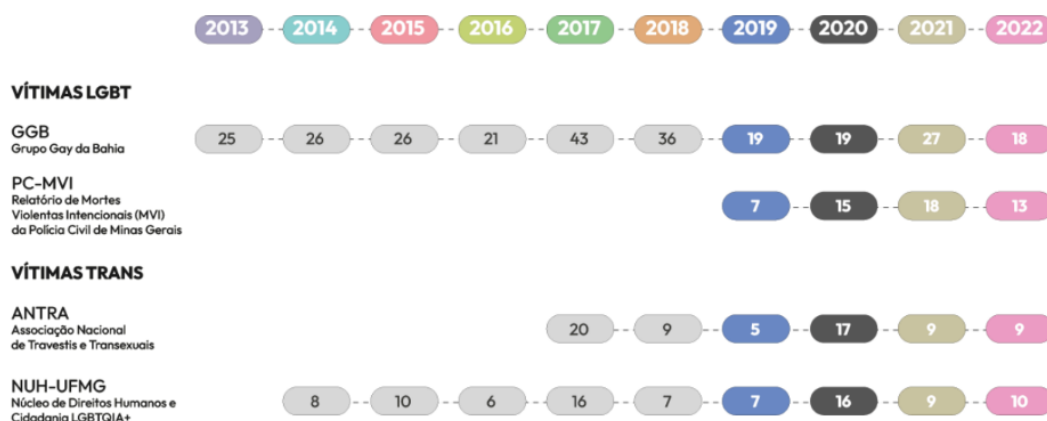 2013 2014 2015 2016 2017 2018 2019 2020 2021 2022
VÍTIMAS LGBT
GGB
Grupo Gay da Bahia
25 26 26 21 43 36 19 19 27 18
PC-MVI
Relatório de Mortes
Violentas Intencionais (MVI)
da Polícia Civil de Minas Gerais
7 15 18 13
VÍTIMAS TRANS
ANTRA
Associação Nacional
de Travestis e Transexuais
20 9 5 17 9 9
NUH-UFMG
Núcleo de Direitos Humanos e
Cidadania LGBTQIA+
8 10 6 16 7 7 16 9 10